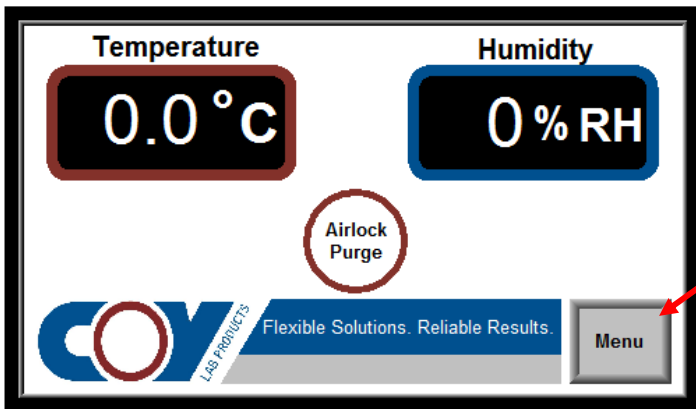 Temperature
Humidity
0.0 °C
0 % RH
Airlock
Purge
COY
LAB PRODUCTS
Flexible Solutions. Reliable Results.
Menu